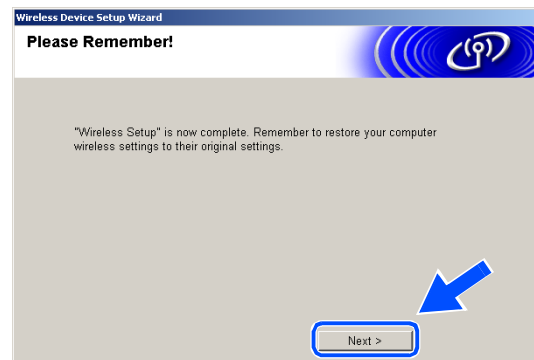 Wireless Device Setup Wizard
Please Remember!
"Wireless Setup" is now complete. Remember to restore your computer
wireless settings to their original settings.
Next >